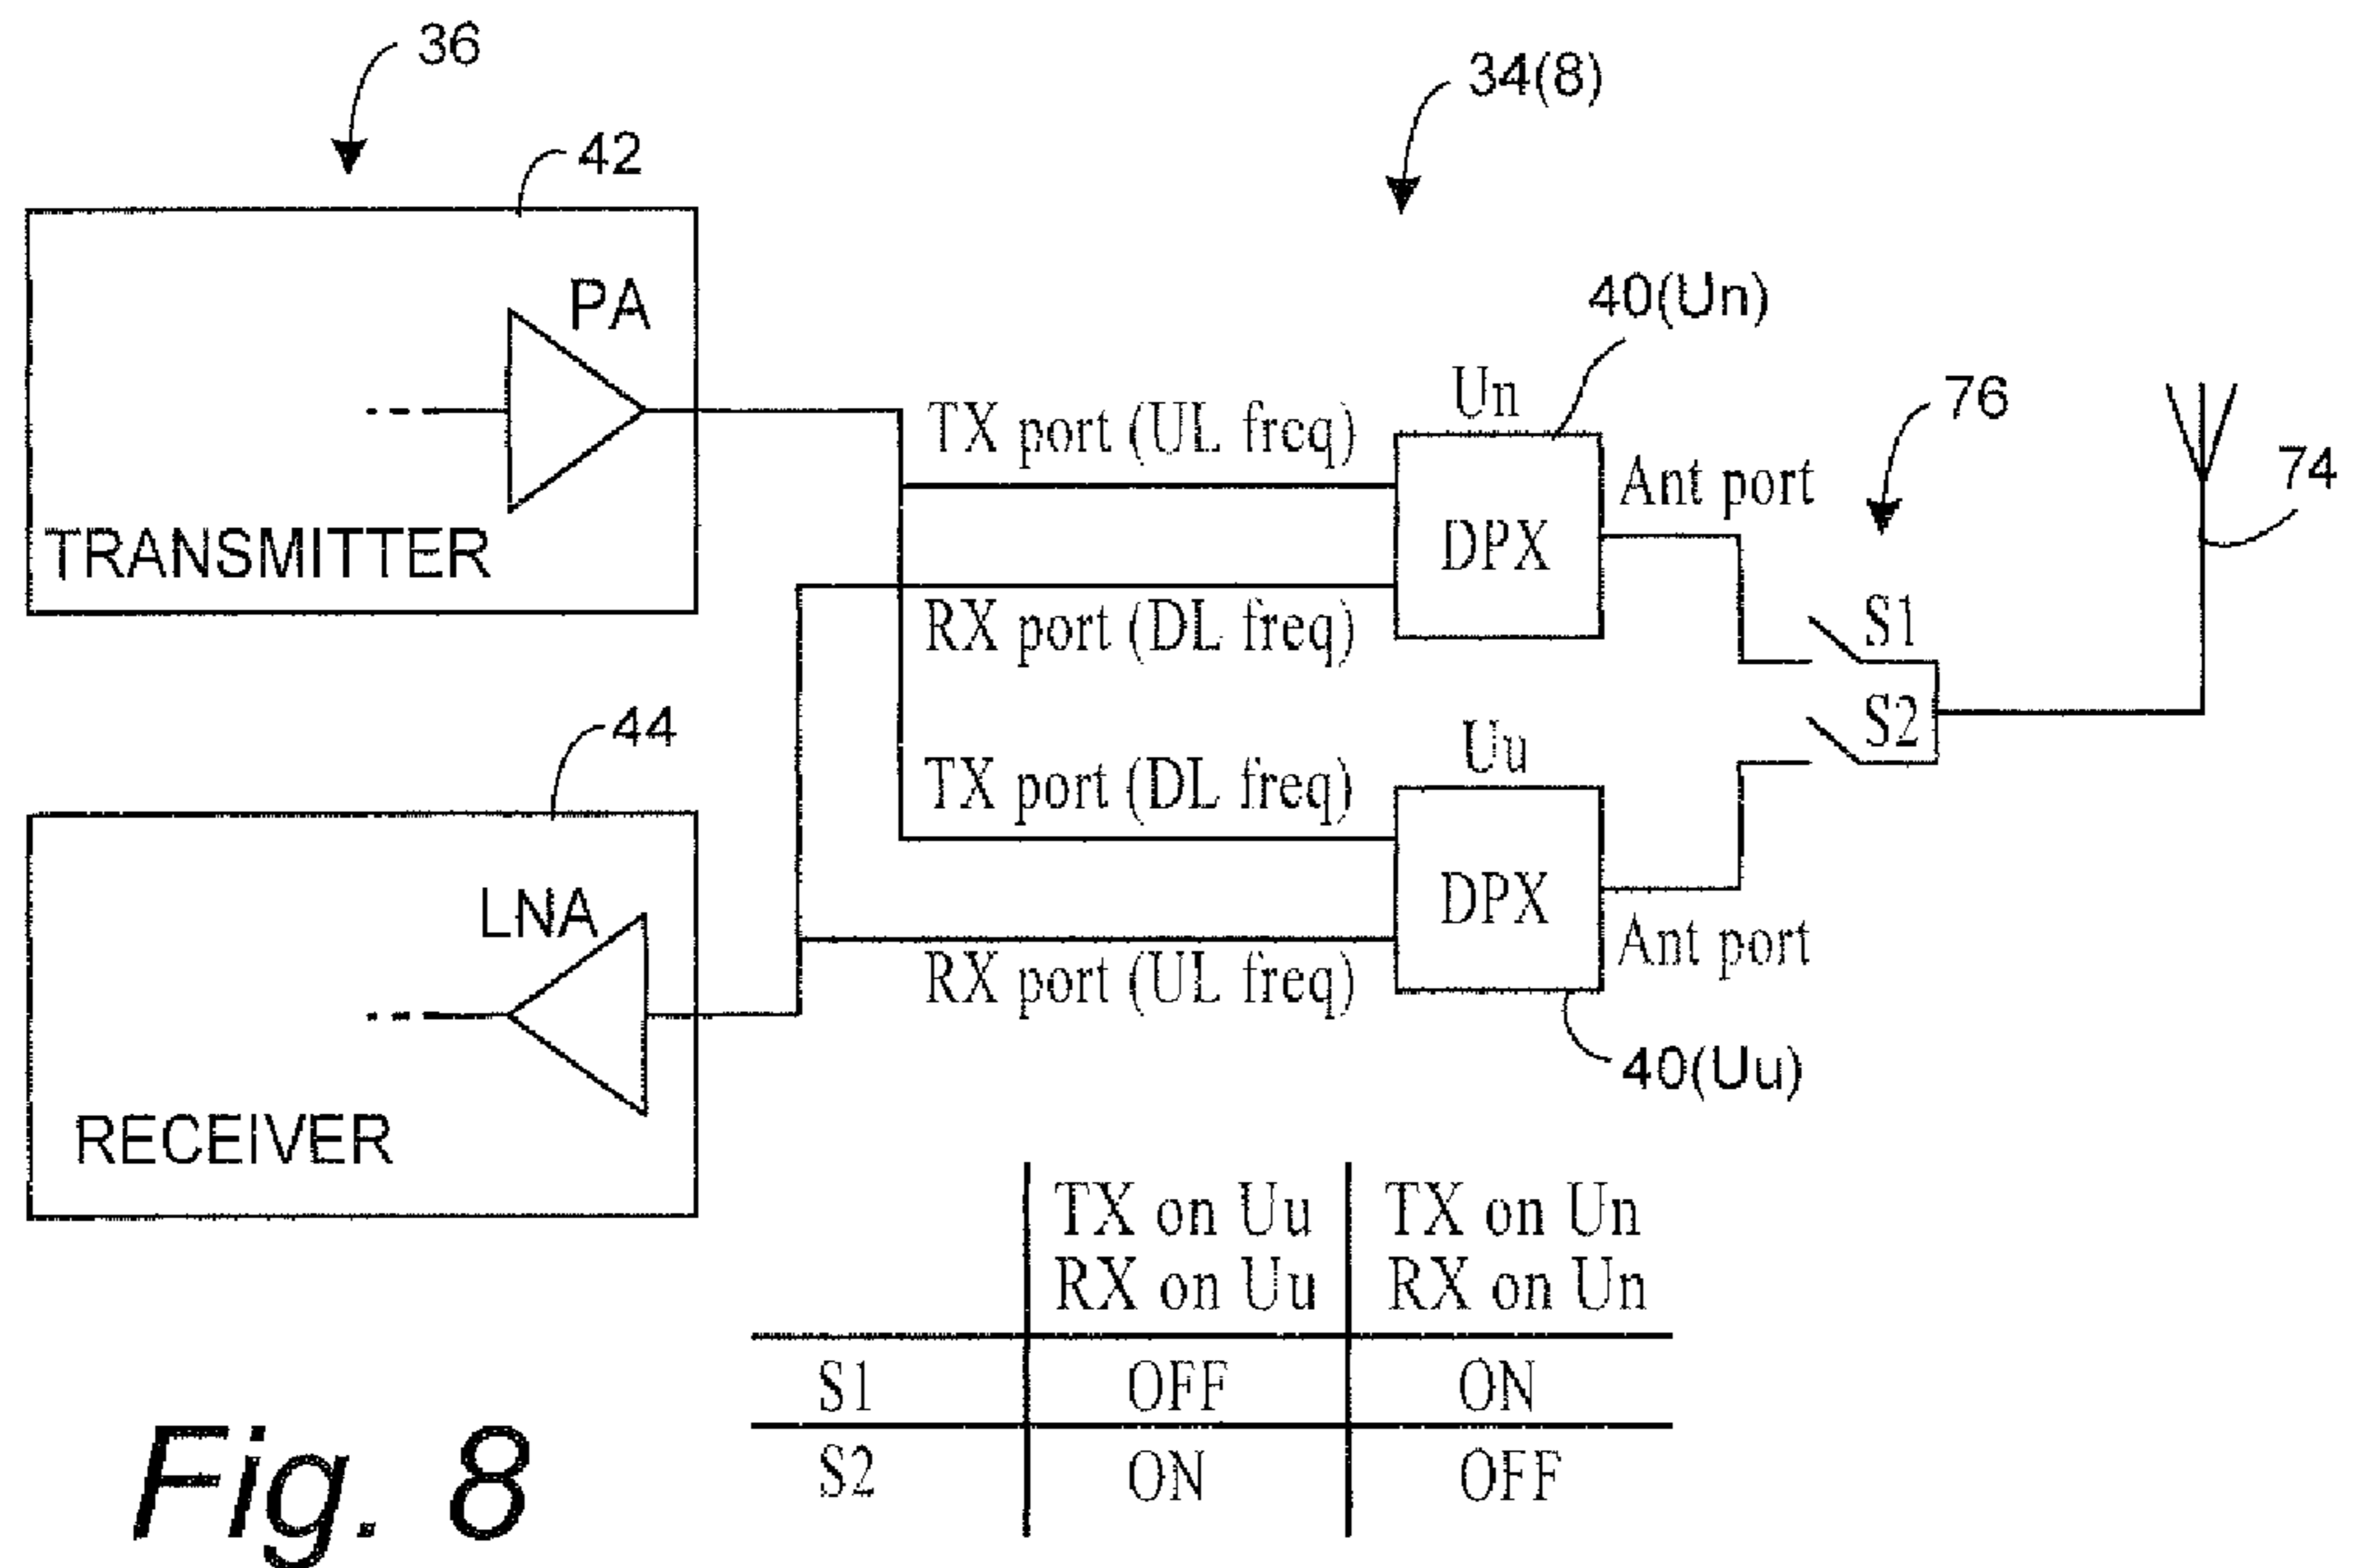 36
34(8)
42
PA
TRANSMITTER
40(Un)
Un
TX port (UL freq)
DPX
Ant port
76
74
RX port (DL freq)
S1
S2
44
Uu
TX port (DL freq)
DPX
LNA
Ant port
RX port (UL freq)
40(Uu)
RECEIVER
TX on Uu TX on Un
RX on Uu RX on Un
S1 OFF ON
S2 ON OFF
Fig. 8